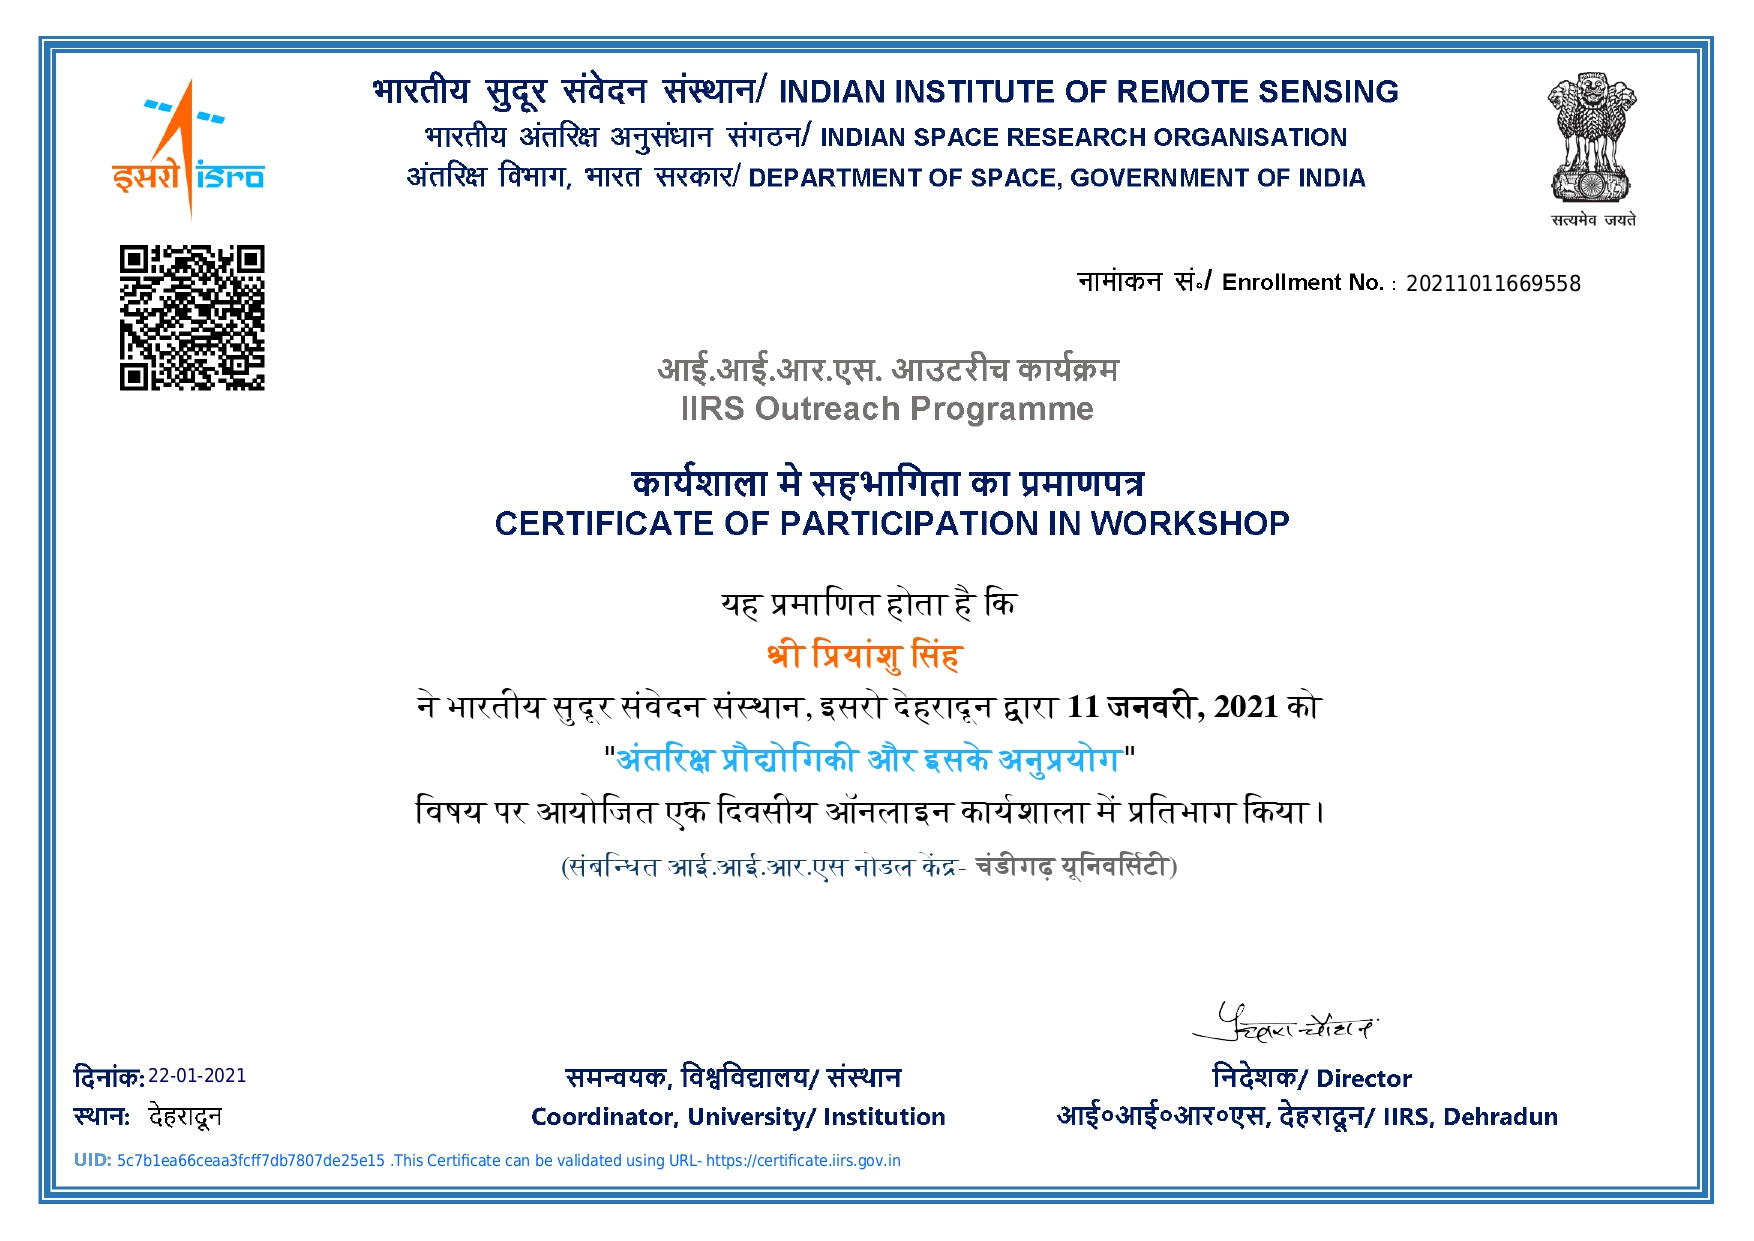 भारतीय सुदूर संवेदन संस्थान/ INDIAN INSTITUTE OF REMOTE SENSING
भारतीय अंतरिक्ष अनुसंधान संगठन/ INDIAN SPACE RESEARCH ORGANISATION
अंतरिक्ष विभाग, भारत सरकार/ DEPARTMENT OF SPACE, GOVERNMENT OF INDIA
इसरो isro
सत्यमेव जयते
नामांकन सं॰/ Enrollment No. : 20211011669558
आई.आई.आर.एस. आउटरीच कार्यक्रम
IIRS Outreach Programme
कार्यशाला मे सहभागिता का प्रमाणपत्र
CERTIFICATE OF PARTICIPATION IN WORKSHOP
यह प्रमाणित होता है कि
श्री प्रियांशु सिंह
ने भारतीय सुदूर संवेदन संस्थान, इसरो देहरादून द्वारा 11 जनवरी, 2021 को
"अंतरिक्ष प्रौद्योगिकी और इसके अनुप्रयोग"
विषय पर आयोजित एक दिवसीय ऑनलाइन कार्यशाला में प्रतिभाग किया।
(संबन्धित आई.आई.आर.एस नोडल केंद्र- चंडीगढ़ यूनिवर्सिटी)
दिनांक: 22-01-2021
स्थान: देहरादून
समन्वयक, विश्वविद्यालय/ संस्थान
Coordinator, University/ Institution
निदेशक/ Director
आई॰आई॰आर॰एस, देहरादून/ IIRS, Dehradun
UID: 5c7b1ea66ceaa3fcff7db7807de25e15 .This Certificate can be validated using URL- https://certificate.iirs.gov.in